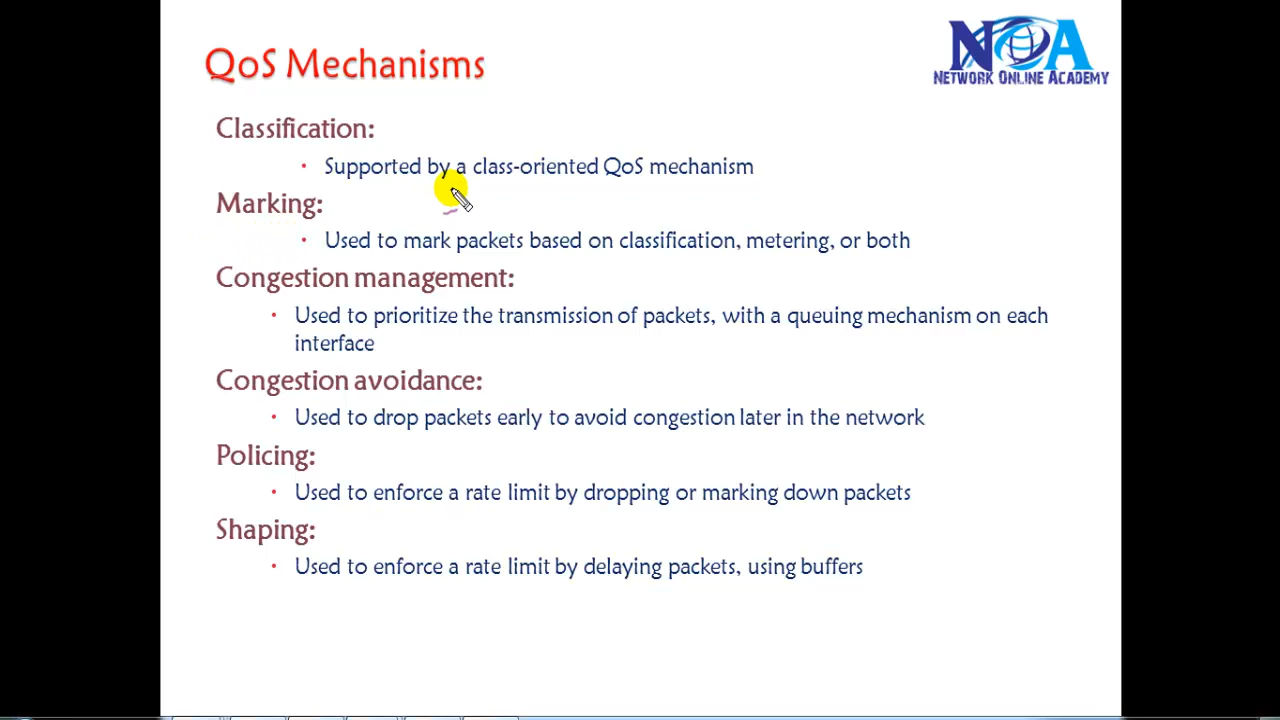 QoS Mechanisms
NOA
NETWORK ONLINE ACADEMY
Classification:
• Supported by a class-oriented QoS mechanism
Marking:
• Used to mark packets based on classification, metering, or both
Congestion management:
• Used to prioritize the transmission of packets, with a queuing mechanism on each
interface
Congestion avoidance:
• Used to drop packets early to avoid congestion later in the network
Policing:
• Used to enforce a rate limit by dropping or marking down packets
Shaping:
• Used to enforce a rate limit by delaying packets, using buffers